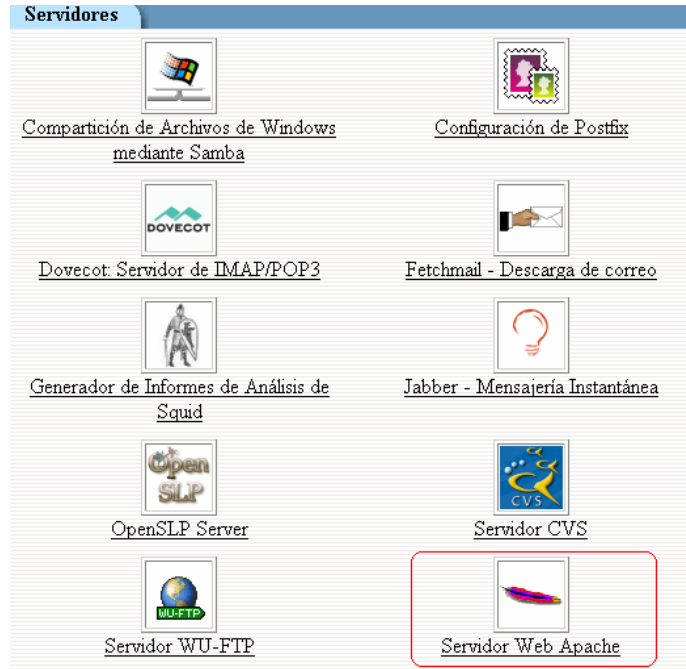 Servidores
Compartición de Archivos de Windows
mediante Samba
Configuración de Postfix
DOVECOT
Dovecot: Servidor de IMAP/POP3
Fetchmail - Descarga de correo
Generador de Informes de Análisis de
Squid
Jabber - Mensajería Instantánea
Open
SLP
OpenSLP Server
CVS
Servidor CVS
WU-FTP
Servidor WU-FTP
Servidor Web Apache